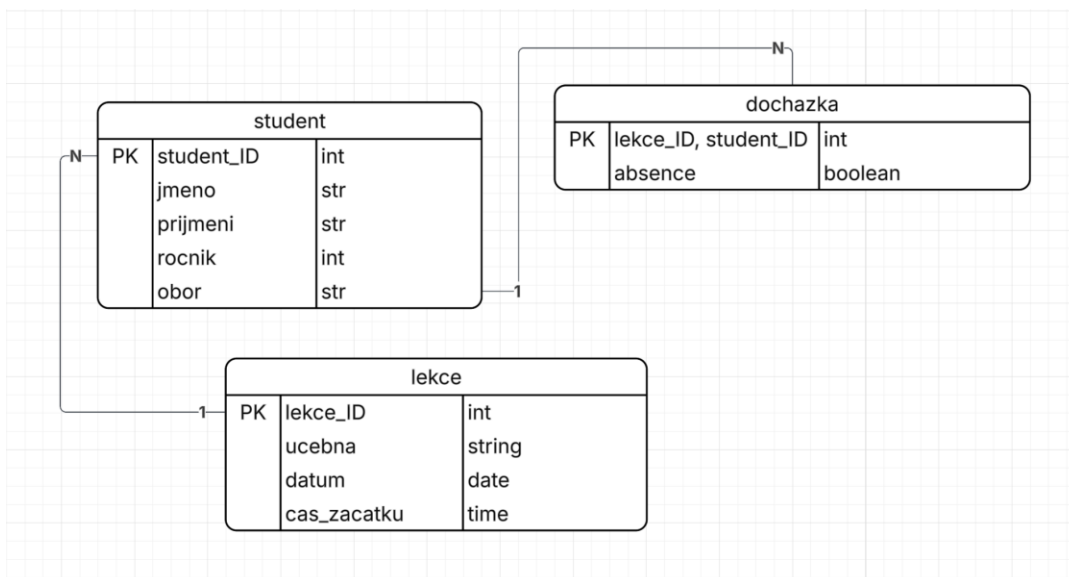 N
dochazka
PK lekce_ID, student_ID int
absence boolean
student
N PK student_ID int
jmeno str
prijmeni str
rocnik int
obor str 1
lekce
1 PK lekce_ID int
ucebna string
datum date
cas_zacatku time